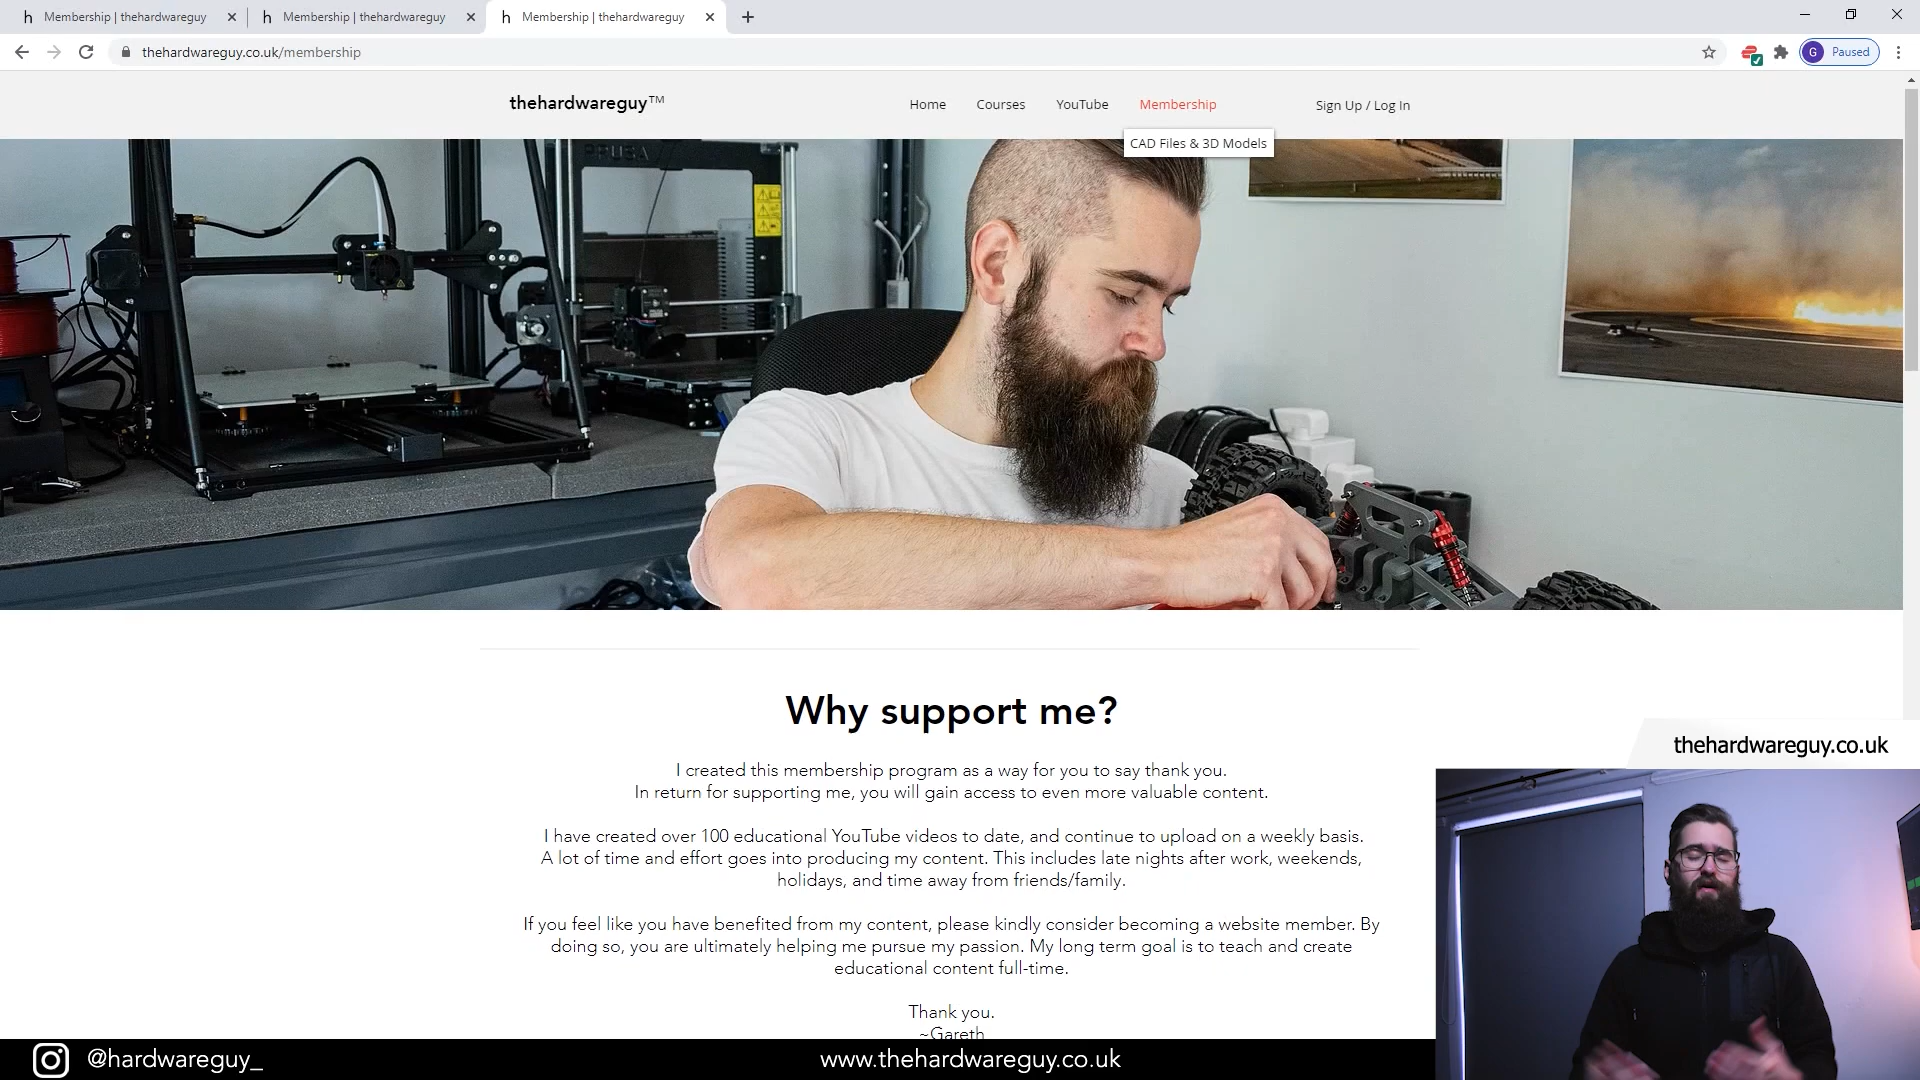 Membership | thehardwareguy
Membership | thehardwareguy
Membership | thehardwareguy
thehardwareguy.co.uk/membership
G Paused
thehardwareguy™
Home Courses YouTube Membership Sign Up / Log In
CAD Files & 3D Models
PRUSA
Why support me?
I created this membership program as a way for you to say thank you.
In return for supporting me, you will gain access to even more valuable content.
I have created over 100 educational YouTube videos to date, and continue to upload on a weekly basis.
A lot of time and effort goes into producing my content. This includes late nights after work, weekends,
holidays, and time away from friends/family.
If you feel like you have benefited from my content, please kindly consider becoming a website member. By
doing so, you are ultimately helping me pursue my passion. My long term goal is to teach and create
educational content full-time.
Thank you.
~Gareth
thehardwareguy.co.uk
@hardwareguy_
www.thehardwareguy.co.uk